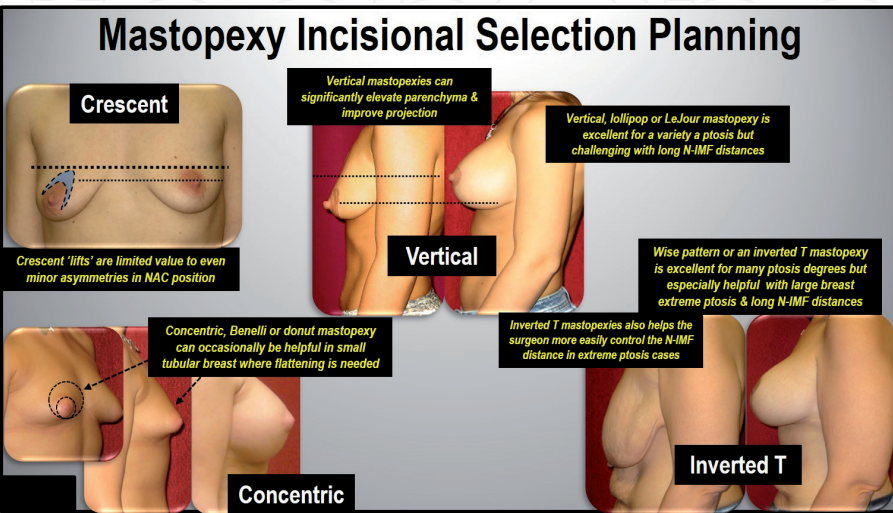 Mastopexy Incisional Selection Planning
Crescent
Crescent 'lifts' are limited value to even
minor asymmetries in NAC position
Vertical mastopexies can
significantly elevate parenchyma &
improve projection
Vertical, lollipop or LeJour mastopexy is
excellent for a variety a ptosis but
challenging with long N-IMF distances
Vertical
Concentric, Benelli or donut mastopexy
can occasionally be helpful in small
tubular breast where flattening is needed
Concentric
Wise pattern or an inverted T mastopexy
is excellent for many ptosis degrees but
especially helpful with large breast
extreme ptosis & long N-IMF distances
Inverted T mastopexies also helps the
surgeon more easily control the N-IMF
distance in extreme ptosis cases
Inverted T